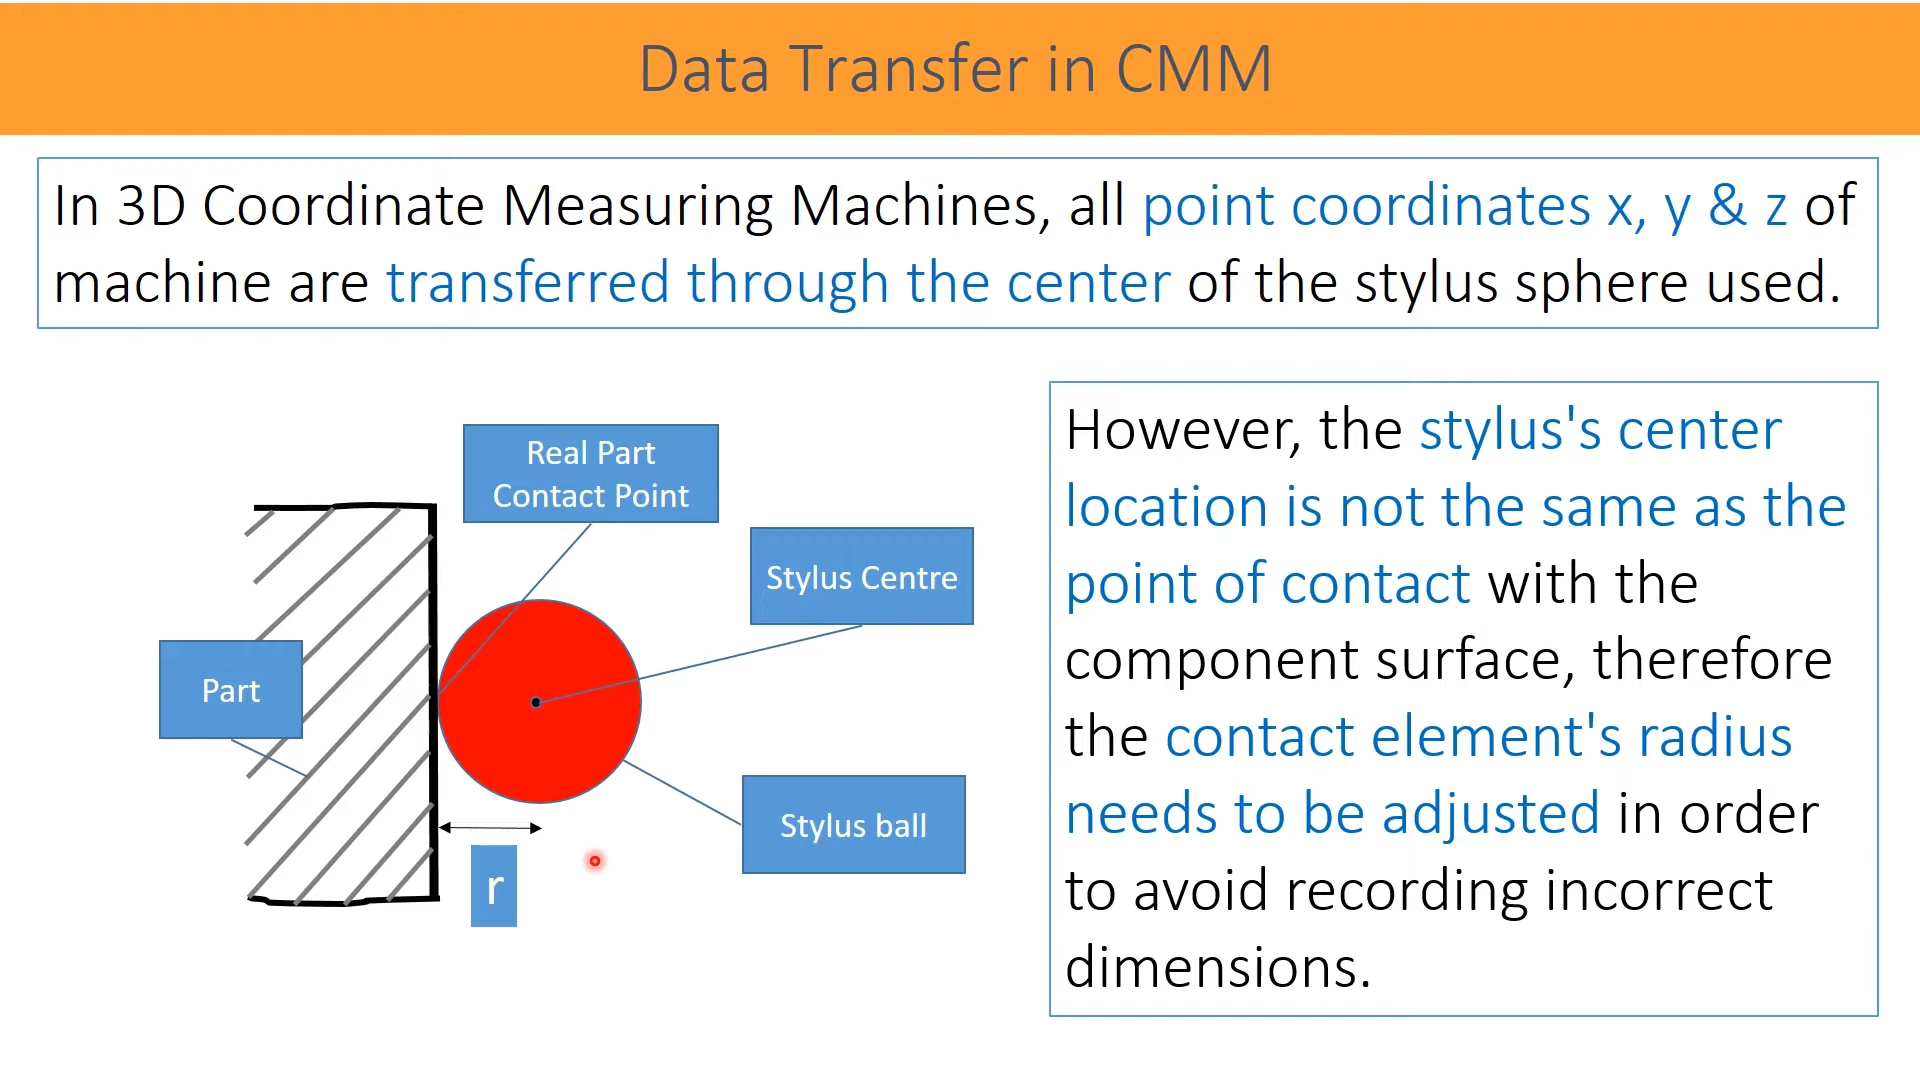 Data Transfer in CMM
In 3D Coordinate Measuring Machines, all point coordinates x, y & z of
machine are transferred through the center of the stylus sphere used.
Real Part
Contact Point
Stylus Centre
Part
Stylus ball
r
However, the stylus's center
location is not the same as the
point of contact with the
component surface, therefore
the contact element's radius
needs to be adjusted in order
to avoid recording incorrect
dimensions.